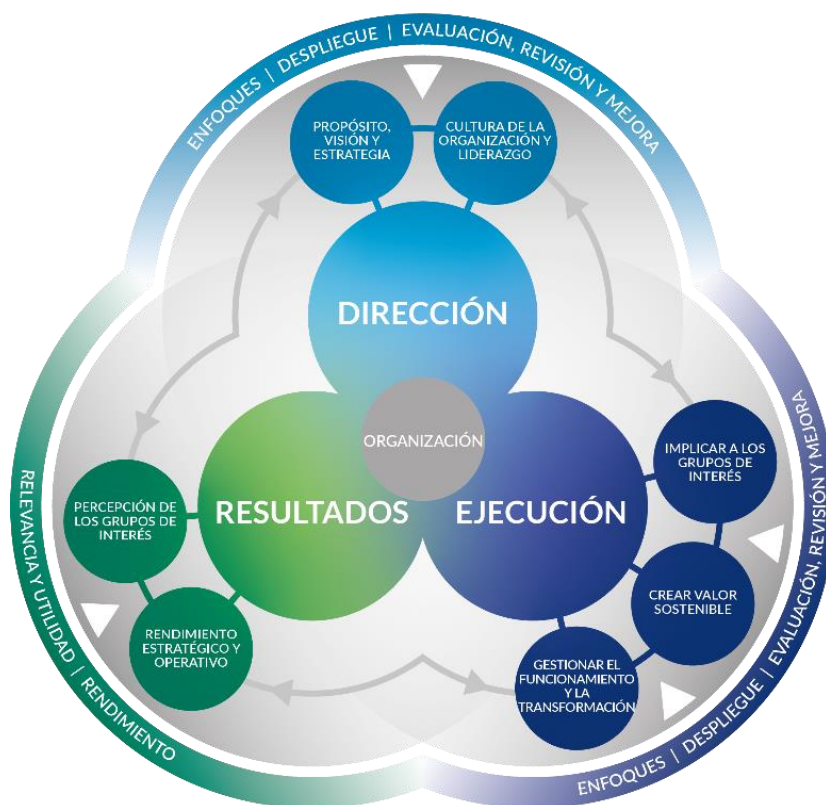 ENFOQUES | DESPLIEGUE | EVALUACIÓN, REVISIÓN Y MEJORA
PROPÓSITO,
VISIÓN Y
ESTRATEGIA
CULTURA DE LA
ORGANIZACIÓN Y
LIDERAZGO
DIRECCIÓN
ORGANIZACIÓN
RESULTADOS
EJECUCIÓN
PERCEPCIÓN DE
LOS GRUPOS DE
INTERÉS
RENDIMIENTO
ESTRATÉGICO Y
OPERATIVO
IMPLICAR A LOS
GRUPOS DE
INTERÉS
CREAR VALOR
SOSTENIBLE
GESTIONAR EL
FUNCIONAMIENTO
Y LA
TRANSFORMACIÓN
RELEVANCIA Y UTILIDAD | RENDIMIENTO
ENFOQUES | DESPLIEGUE | EVALUACIÓN, REVISIÓN Y MEJORA